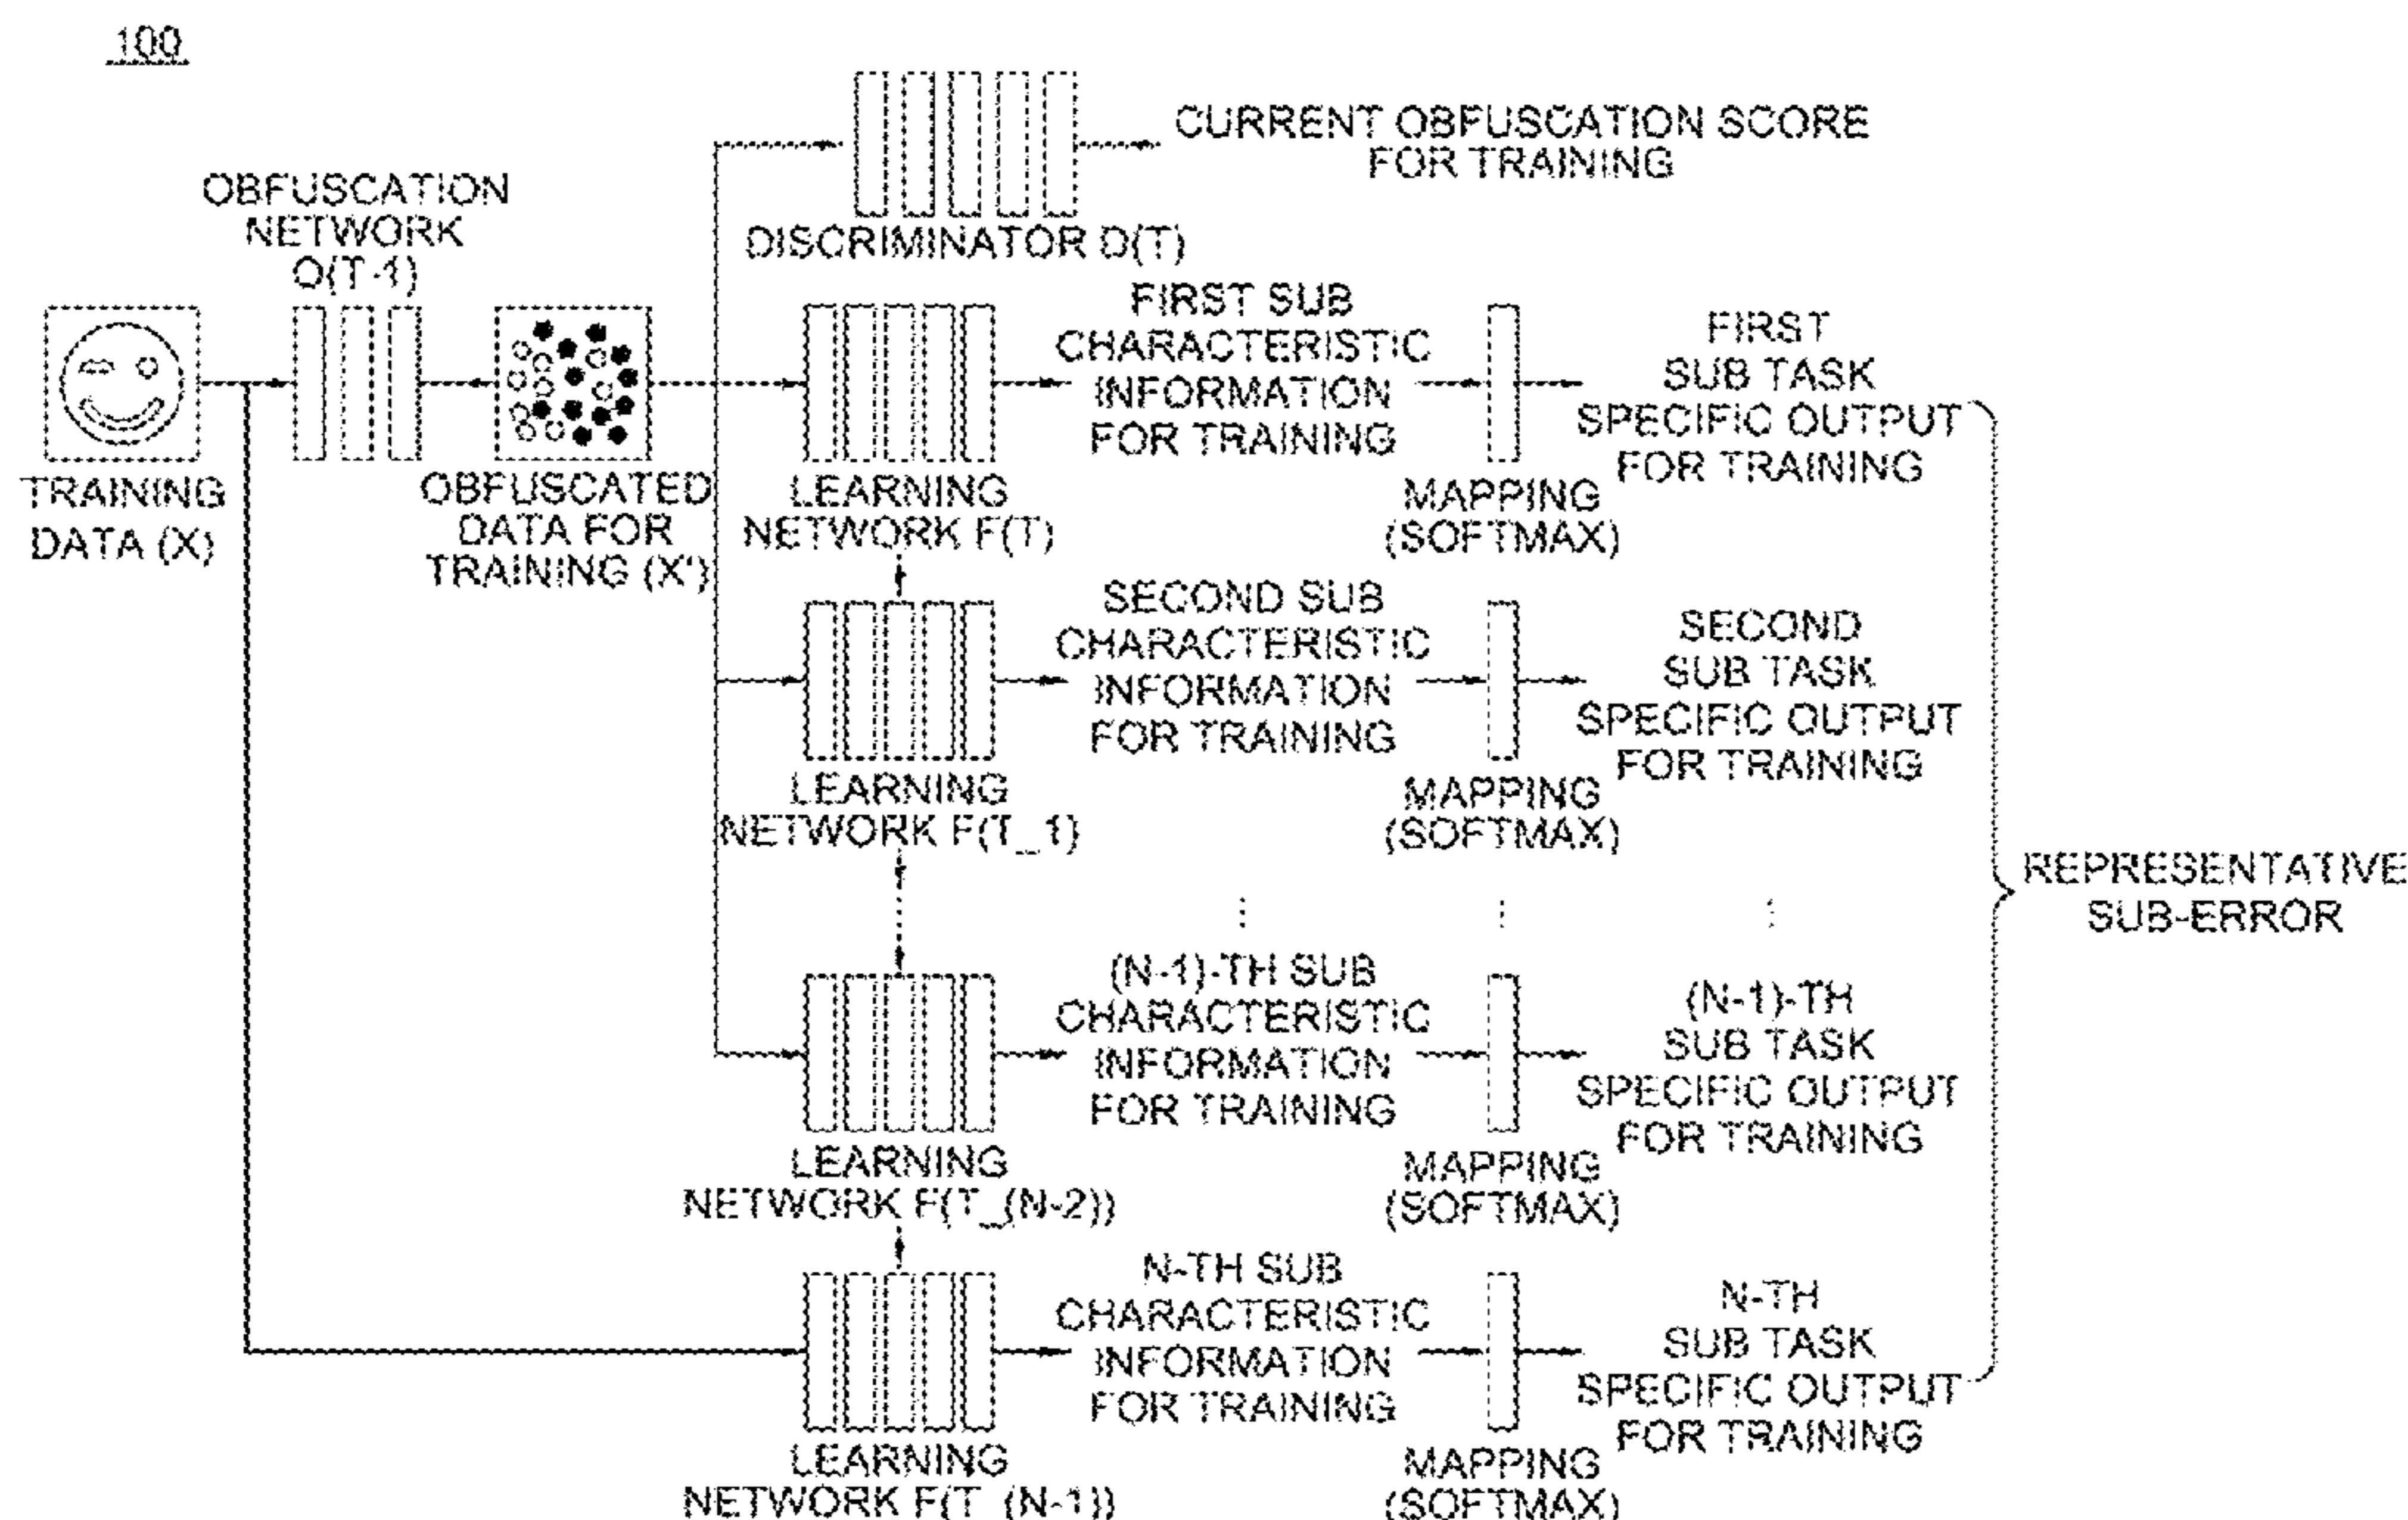 100
CURRENT OBFUSCATION SCORE
FOR TRAINING
DISCRIMINATOR D(T)
OBFUSCATION
NETWORK
O(T-1)
TRAINING
DATA (X)
OBFUSCATED
DATA FOR
TRAINING (X')
LEARNING
NETWORK F(T)
FIRST SUB
CHARACTERISTIC
INFORMATION
FOR TRAINING
MAPPING
(SOFTMAX)
FIRST
SUB TASK
SPECIFIC OUTPUT
FOR TRAINING
LEARNING
NETWORK F(T_1)
SECOND SUB
CHARACTERISTIC
INFORMATION
FOR TRAINING
MAPPING
(SOFTMAX)
SECOND
SUB TASK
SPECIFIC OUTPUT
FOR TRAINING
LEARNING
NETWORK F(T_(N-2))
(N-1)-TH SUB
CHARACTERISTIC
INFORMATION
FOR TRAINING
MAPPING
(SOFTMAX)
(N-1)-TH
SUB TASK
SPECIFIC OUTPUT
FOR TRAINING
LEARNING
NETWORK F(T_(N-1))
N-TH SUB
CHARACTERISTIC
INFORMATION
FOR TRAINING
MAPPING
(SOFTMAX)
N-TH
SUB TASK
SPECIFIC OUTPUT
FOR TRAINING
REPRESENTATIVE
SUB-ERROR